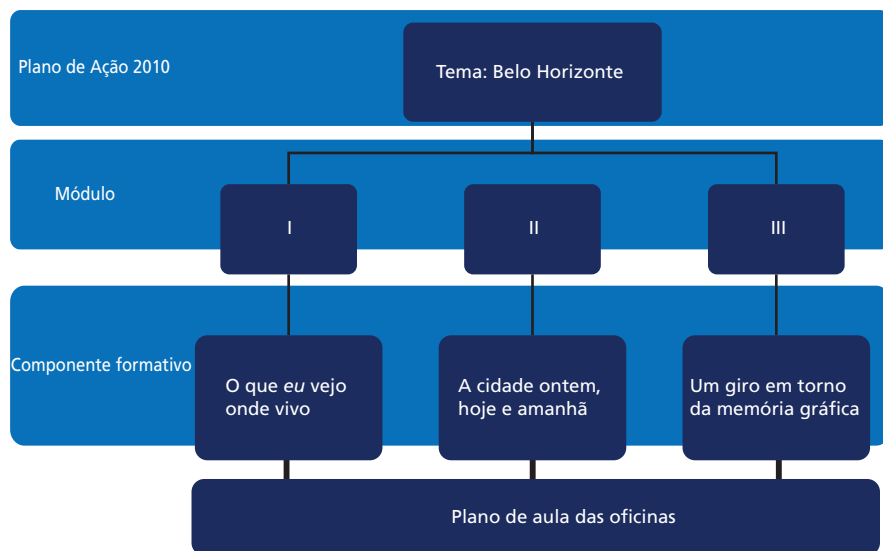 Plano de Ação 2010
Tema: Belo Horizonte
Módulo
I
II
III
Componente formativo
O que eu vejo
onde vivo
A cidade ontem,
hoje e amanhã
Um giro em torno
da memória gráfica
Plano de aula das oficinas